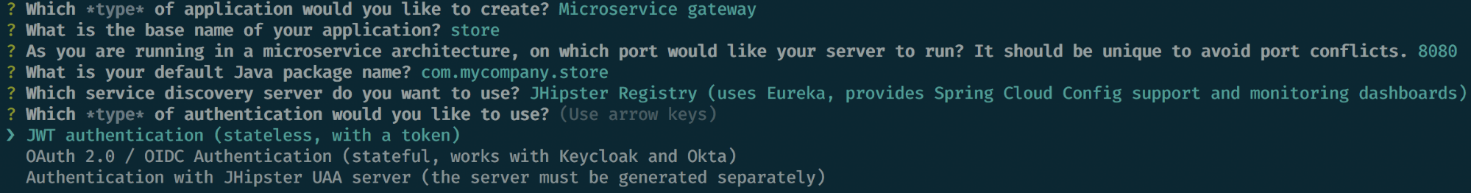 ? Which *type* of application would you like to create? Microservice gateway
? What is the base name of your application? store
? As you are running in a microservice architecture, on which port would like your server to run? It should be unique to avoid port conflicts. 8080
? What is your default Java package name? com.mycompany.store
? Which service discovery server do you want to use? JHipster Registry (uses Eureka, provides Spring Cloud Config support and monitoring dashboards)
? Which *type* of authentication would you like to use? (Use arrow keys)
❯ JWT authentication (stateless, with a token)
OAuth 2.0 / OIDC Authentication (stateful, works with Keycloak and Okta)
Authentication with JHipster UAA server (the server must be generated separately)